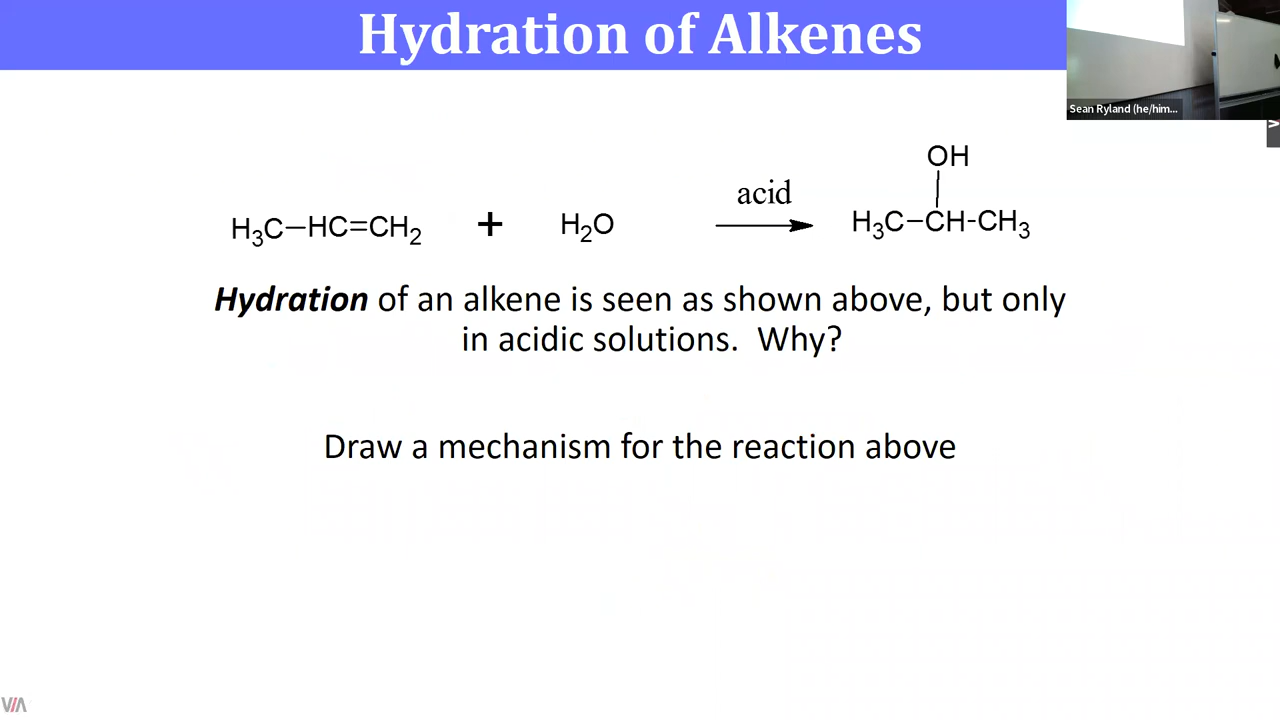 Hydration of Alkenes
Sean Ryland (he/him...
OH
acid
H₃C–HC=CH₂ + H₂O
H₃C–CH-CH₃
Hydration of an alkene is seen as shown above, but only
in acidic solutions. Why?
Draw a mechanism for the reaction above
VIA